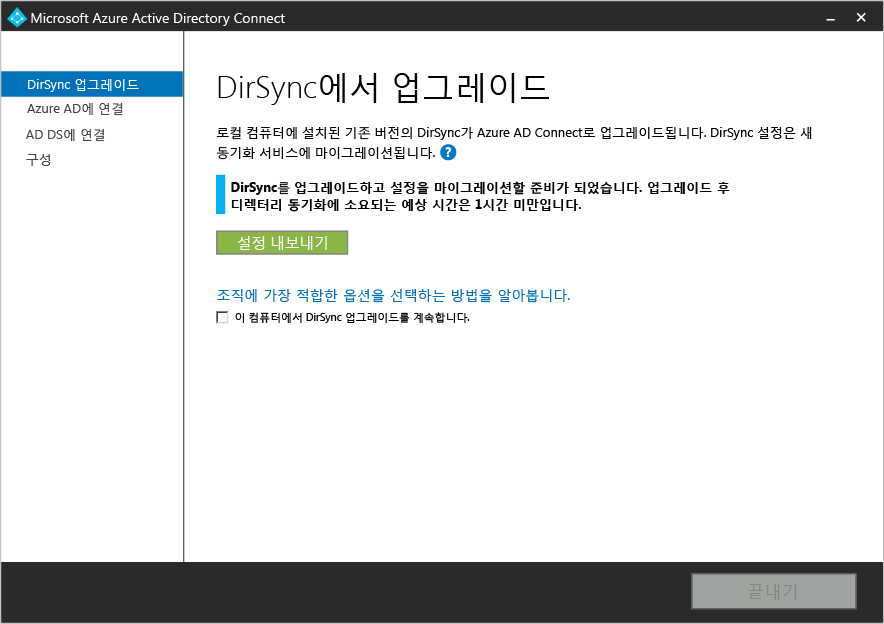 Microsoft Azure Active Directory Connect
DirSync 업그레이드
Azure AD에 연결
AD DS에 연결
구성
DirSync에서 업그레이드
로컬 컴퓨터에 설치된 기존 버전의 DirSync가 Azure AD Connect로 업그레이드됩니다. DirSync 설정은 새
동기화 서비스에 마이그레이션됩니다. ?
DirSync를 업그레이드하고 설정을 마이그레이션할 준비가 되었습니다. 업그레이드 후
디렉터리 동기화에 소요되는 예상 시간은 1시간 미만입니다.
설정 내보내기
조직에 가장 적합한 옵션을 선택하는 방법을 알아봅니다.
이 컴퓨터에서 DirSync 업그레이드를 계속합니다.
끝내기